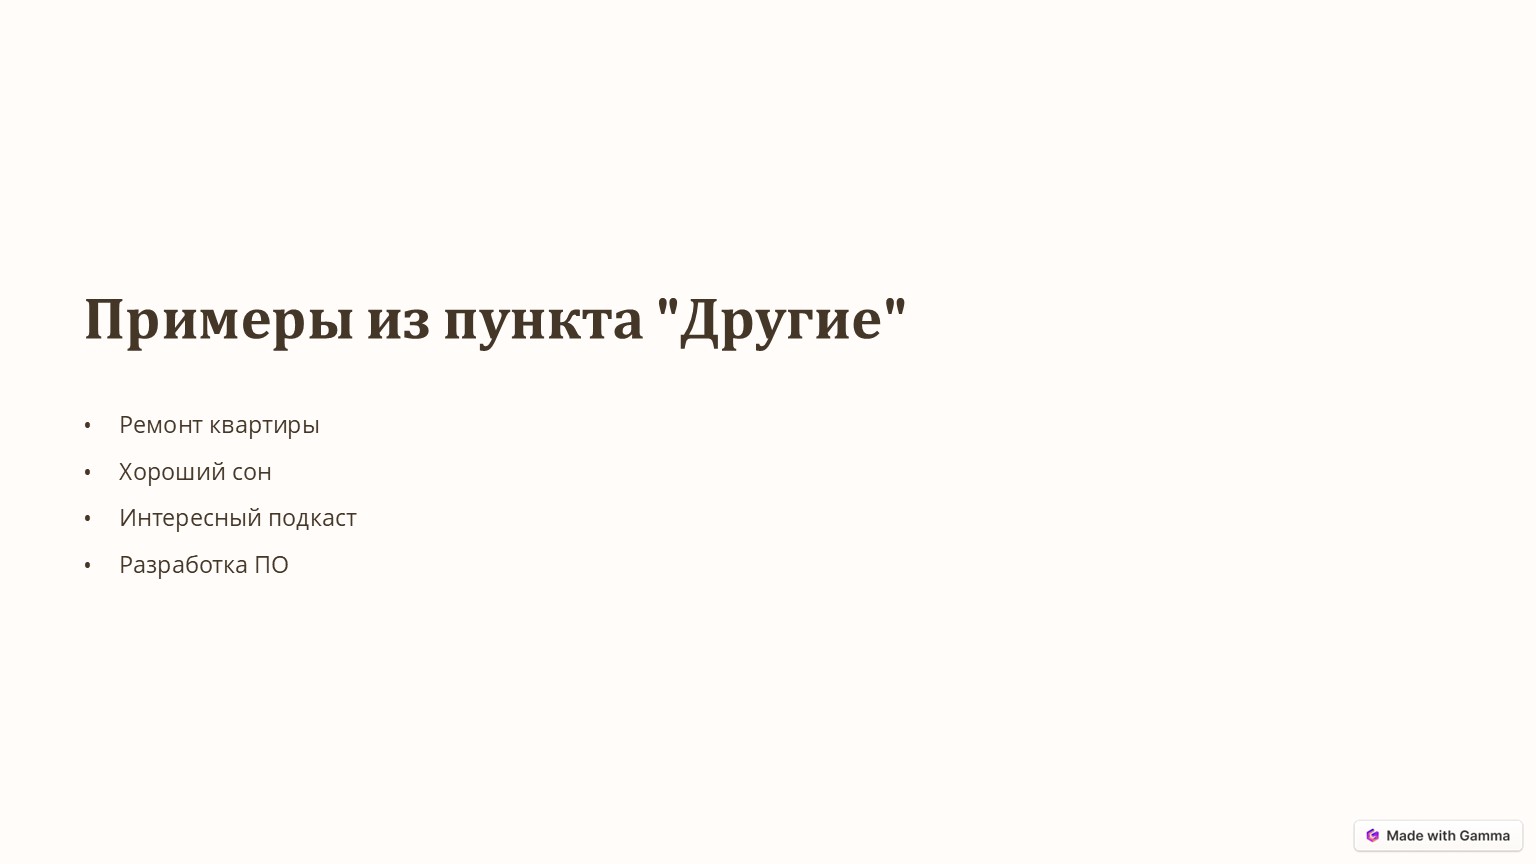 Примеры из пункта "Другие"
• Ремонт квартиры
• Хороший сон
• Интересный подкаст
• Разработка ПО
Made with Gamma